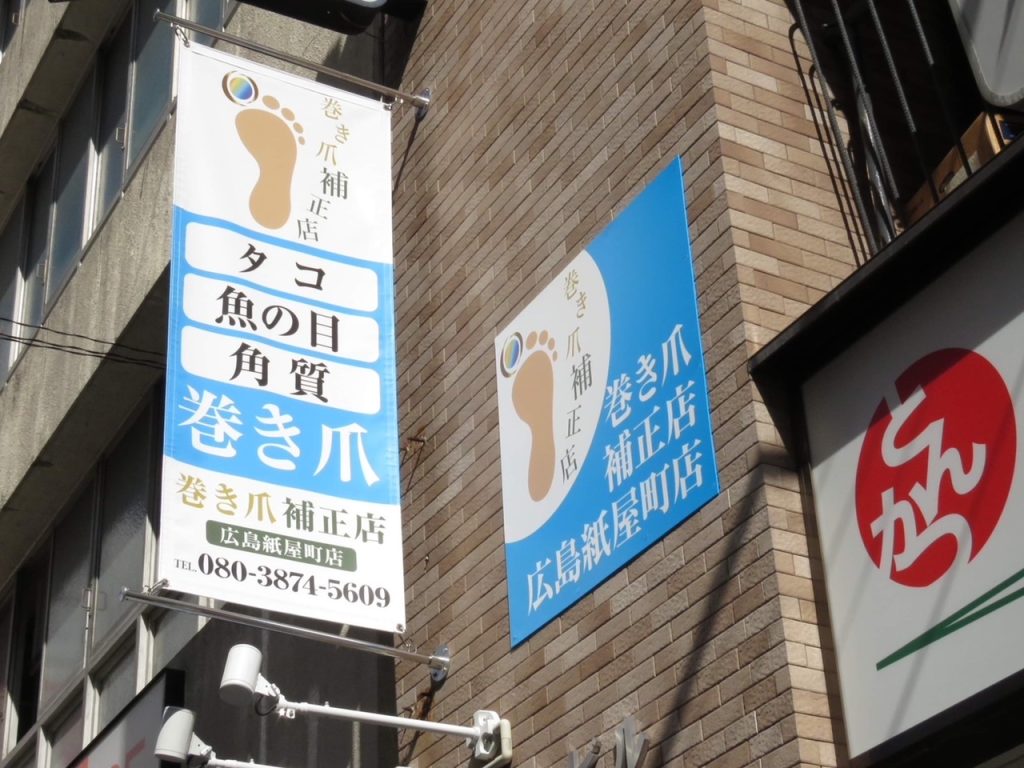 巻き爪補正店
タコ
魚の目
角質
巻き爪
巻き爪補正店
広島紙屋町店
TEL.080-3874-5609
巻き爪補正店
巻き爪
補正店
広島紙屋町店
とんかつ